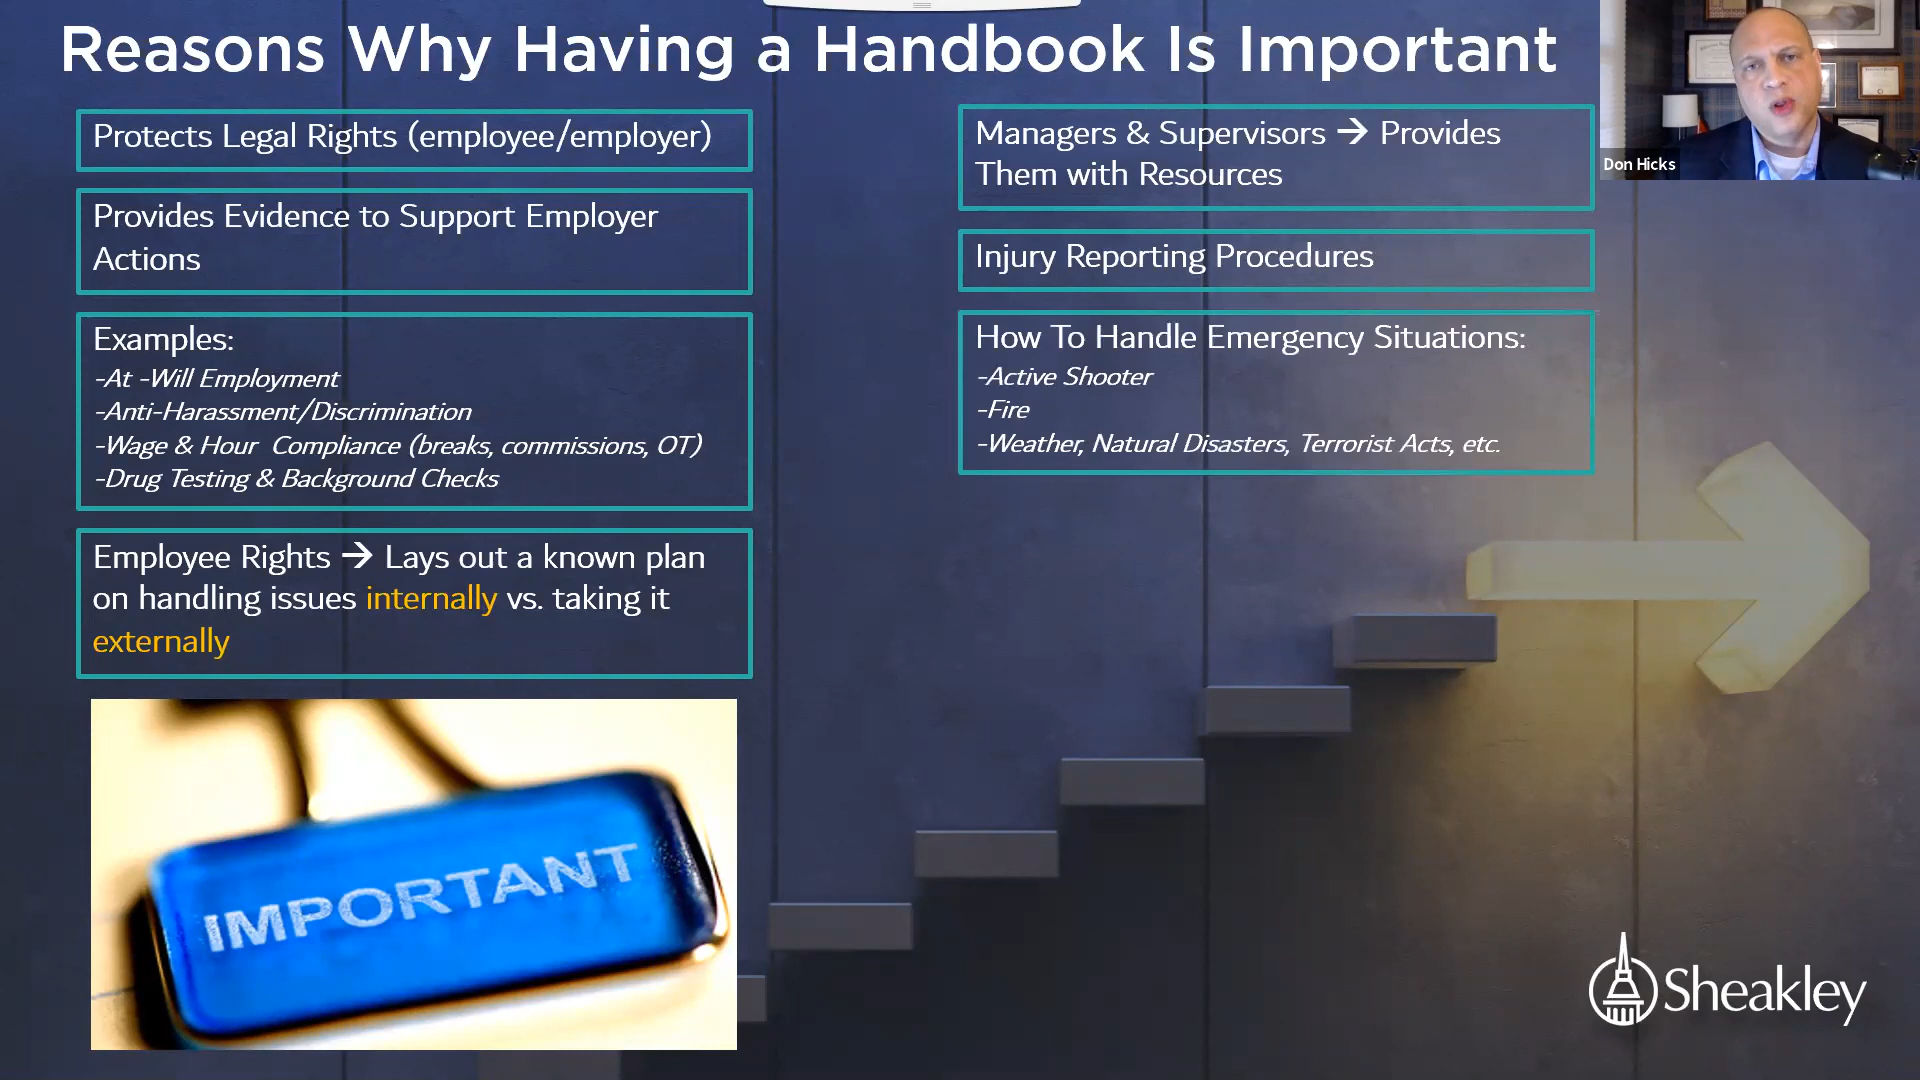 Reasons Why Having a Handbook Is Important
Protects Legal Rights (employee/employer)
Provides Evidence to Support Employer
Actions
Examples:
-At -Will Employment
-Anti-Harassment/Discrimination
-Wage & Hour  Compliance (breaks, commissions, OT)
-Drug Testing & Background Checks
Employee Rights → Lays out a known plan
on handling issues internally vs. taking it
externally
IMPORTANT
Managers & Supervisors → Provides
Them with Resources
Injury Reporting Procedures
How To Handle Emergency Situations:
-Active Shooter
-Fire
-Weather, Natural Disasters, Terrorist Acts, etc.
Don Hicks
Sheakley